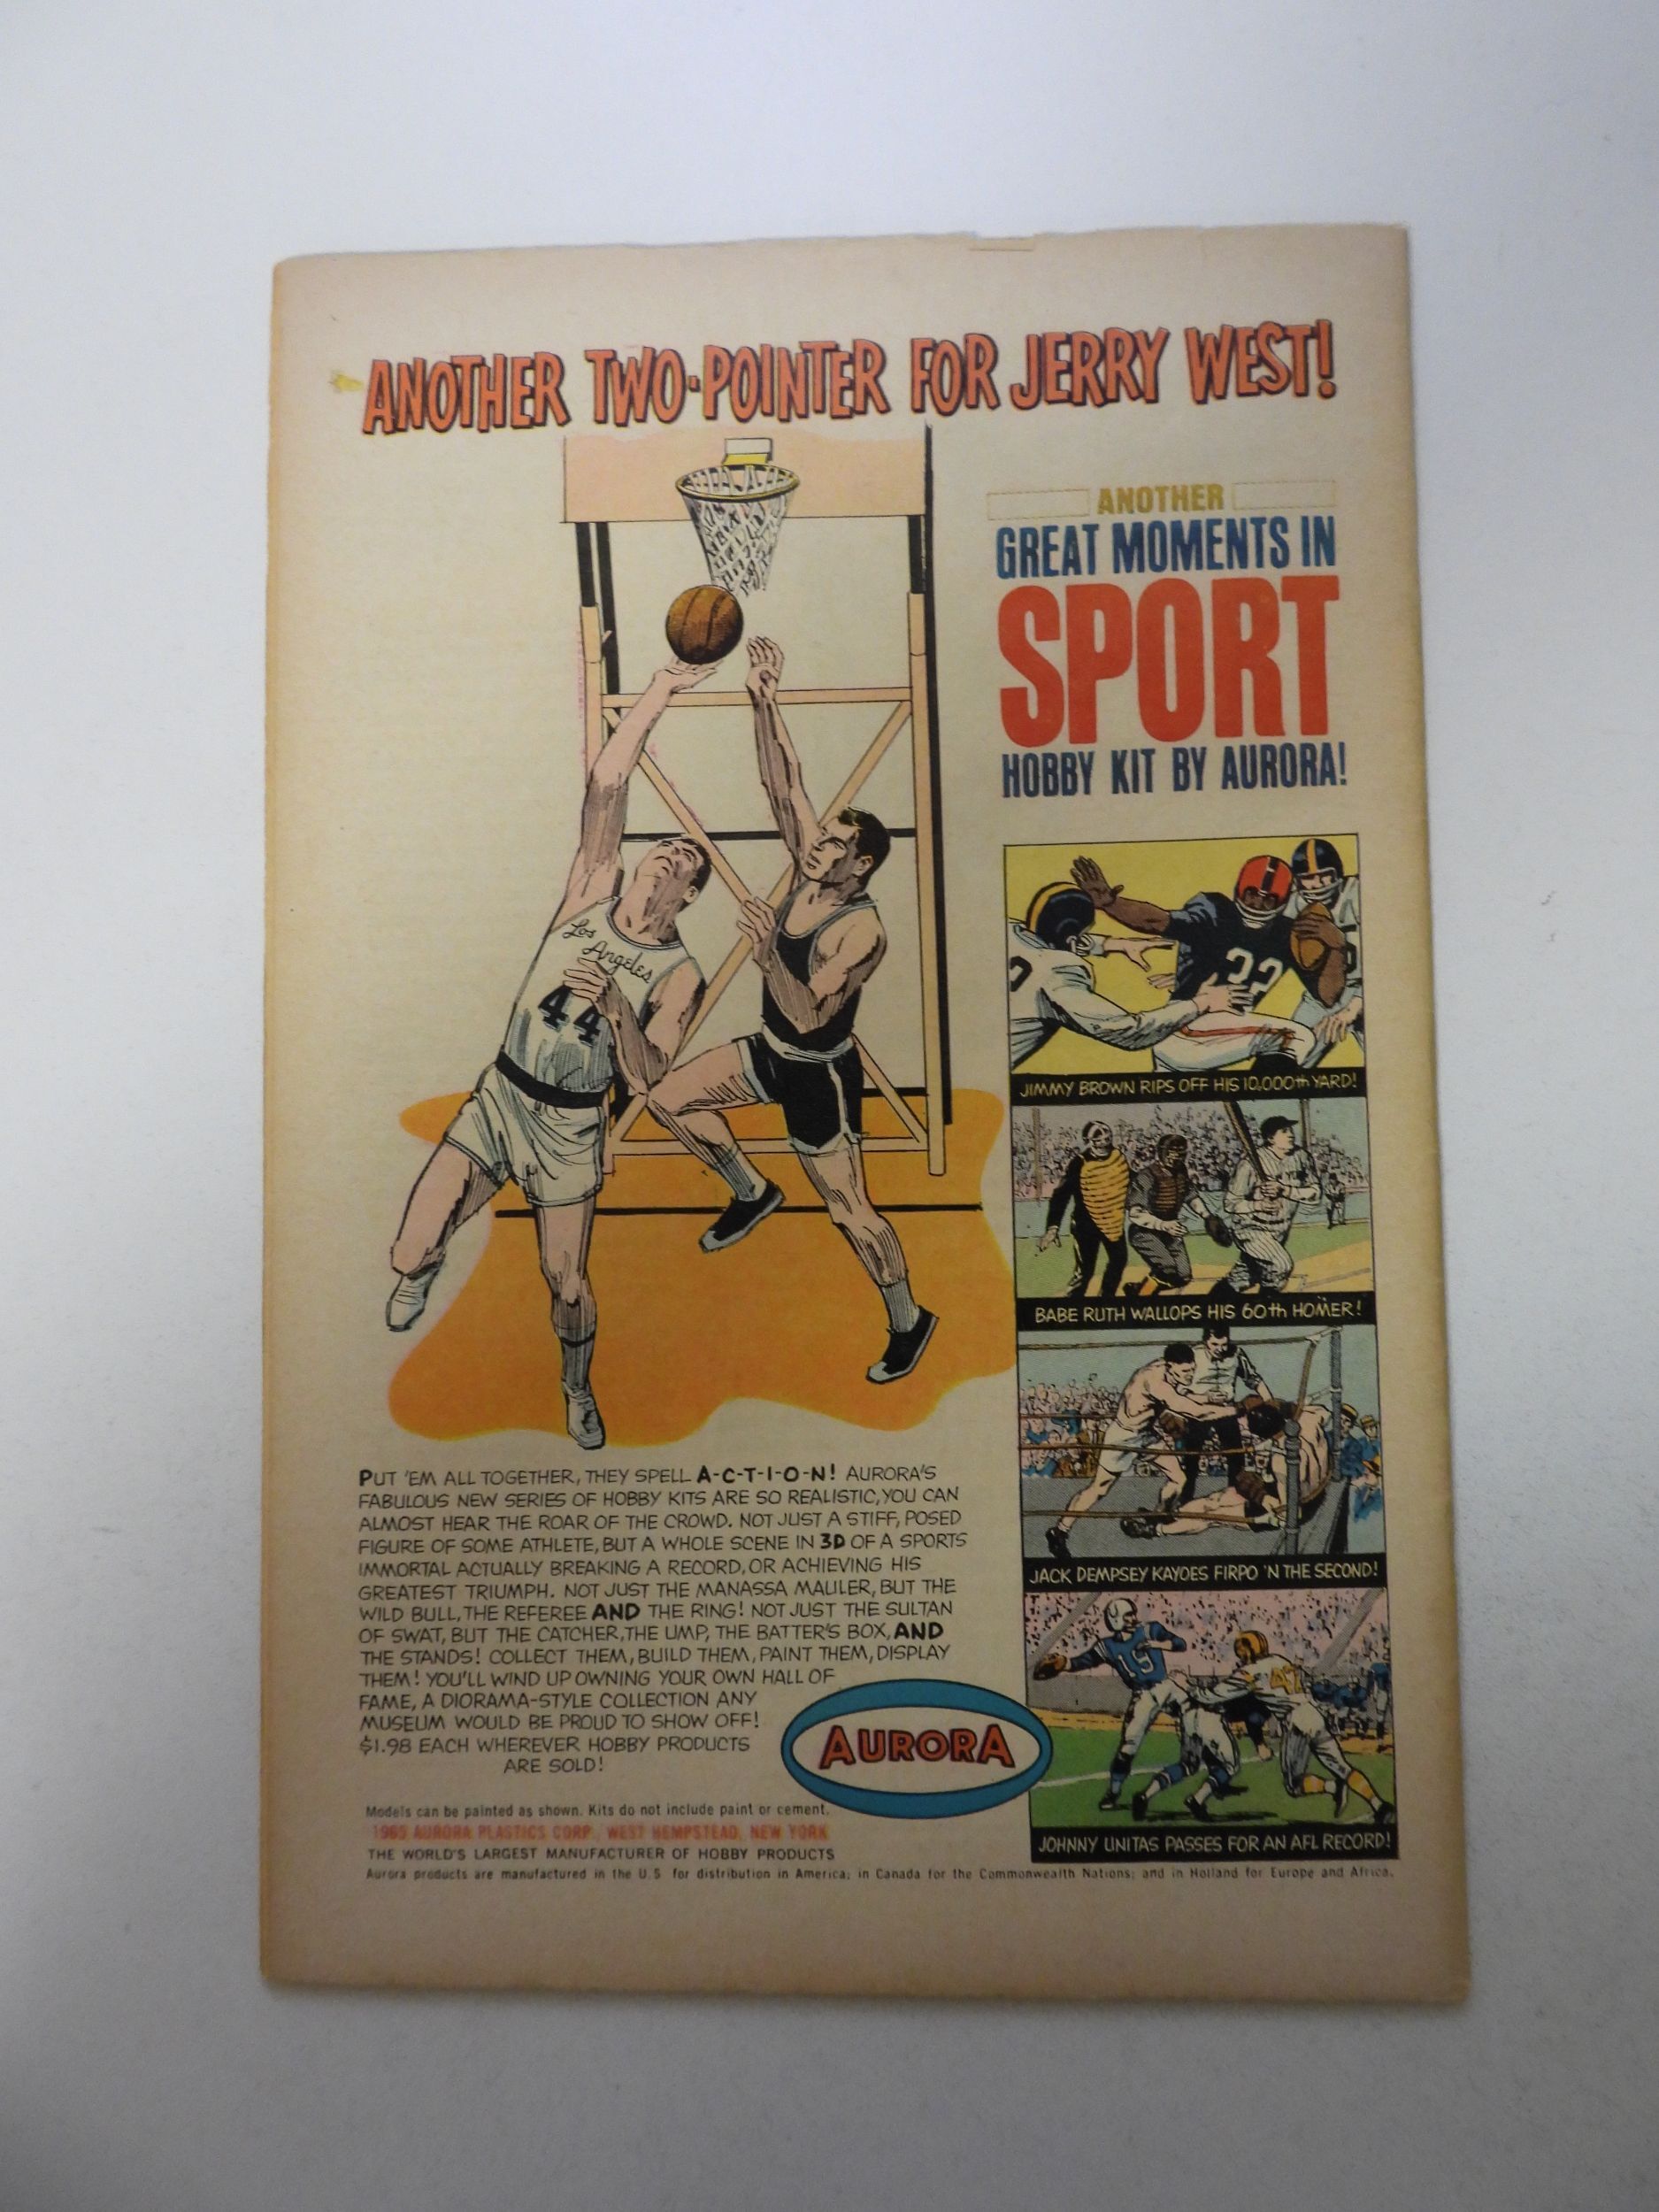 ANOTHER TWO-POINTER FOR JERRY WEST!
ANOTHER
GREAT MOMENTS IN
SPORT
HOBBY KIT BY AURORA!
Los
Angeles
44
22
JIMMY BROWN RIPS OFF HIS 10,000th YARD!
BABE RUTH WALLOPS HIS 60th HOMER!
JACK DEMPSEY KAYOES FIRPO 'N THE SECOND!
19
JOHNNY UNITAS PASSES FOR AN AFL RECORD!
PUT 'EM ALL TOGETHER, THEY SPELL A-C-T-I-O-N! AURORA'S
FABULOUS NEW SERIES OF HOBBY KITS ARE SO REALISTIC, YOU CAN
ALMOST HEAR THE ROAR OF THE CROWD. NOT JUST A STIFF, POSED
FIGURE OF SOME ATHLETE, BUT A WHOLE SCENE IN 3D OF A SPORTS
IMMORTAL ACTUALLY BREAKING A RECORD, OR ACHIEVING HIS
GREATEST TRIUMPH. NOT JUST THE MANASSA MAULER, BUT THE
WILD BULL, THE REFEREE AND THE RING! NOT JUST THE SULTAN
OF SWAT, BUT THE CATCHER, THE UMP, THE BATTER'S BOX, AND
THE STANDS! COLLECT THEM, BUILD THEM, PAINT THEM, DISPLAY
THEM! YOU'LL WIND UP OWNING YOUR OWN HALL OF
FAME, A DIORAMA-STYLE COLLECTION ANY
MUSEUM WOULD BE PROUD TO SHOW OFF!
$1.98 EACH WHEREVER HOBBY PRODUCTS
ARE SOLD!
AURORA
Models can be painted as shown. Kits do not include paint or cement.
1965 AURORA PLASTICS CORP., WEST HEMPSTEAD, NEW YORK
THE WORLD'S LARGEST MANUFACTURER OF HOBBY PRODUCTS
Aurora products are manufactured in the U.S. for distribution in America; in Canada for the Commonwealth Nations; and in Holland for Europe and Africa.